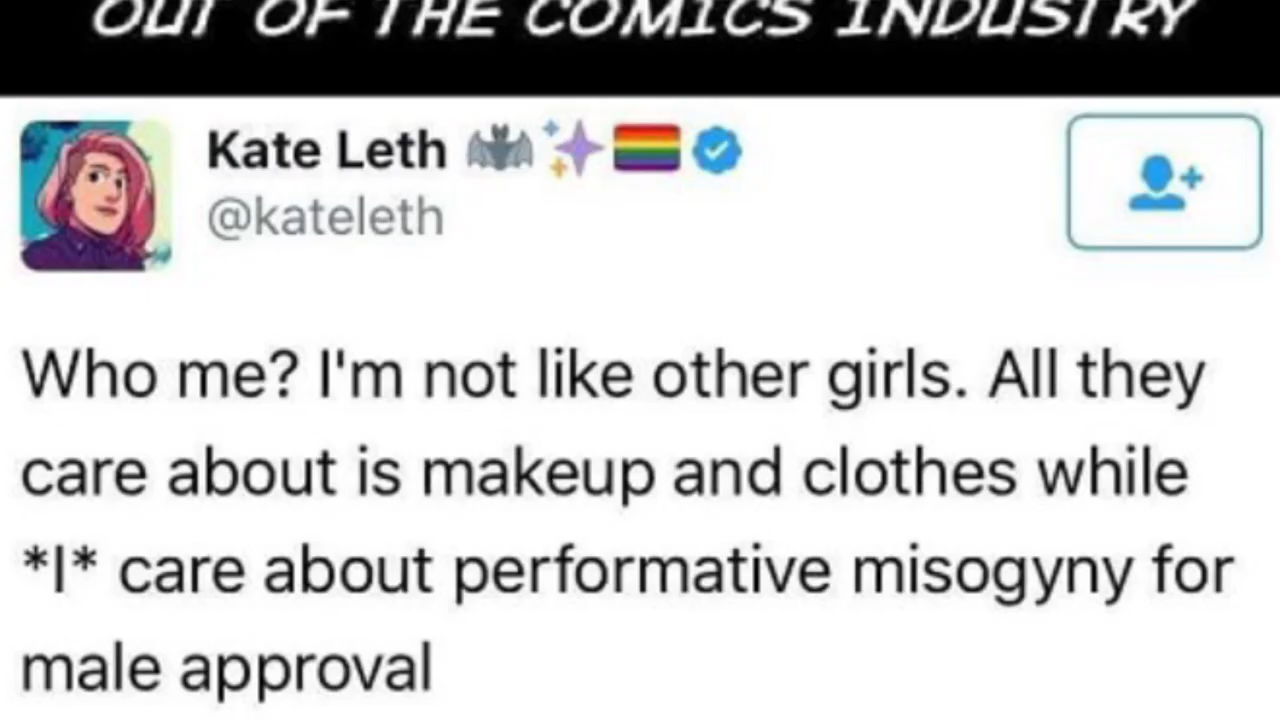 OUT OF THE COMICS INDUSTRY
Kate Leth 🦇✨🏳️‍🌈
@kateleth
Who me? I'm not like other girls. All they
care about is makeup and clothes while
*I* care about performative misogyny for
male approval